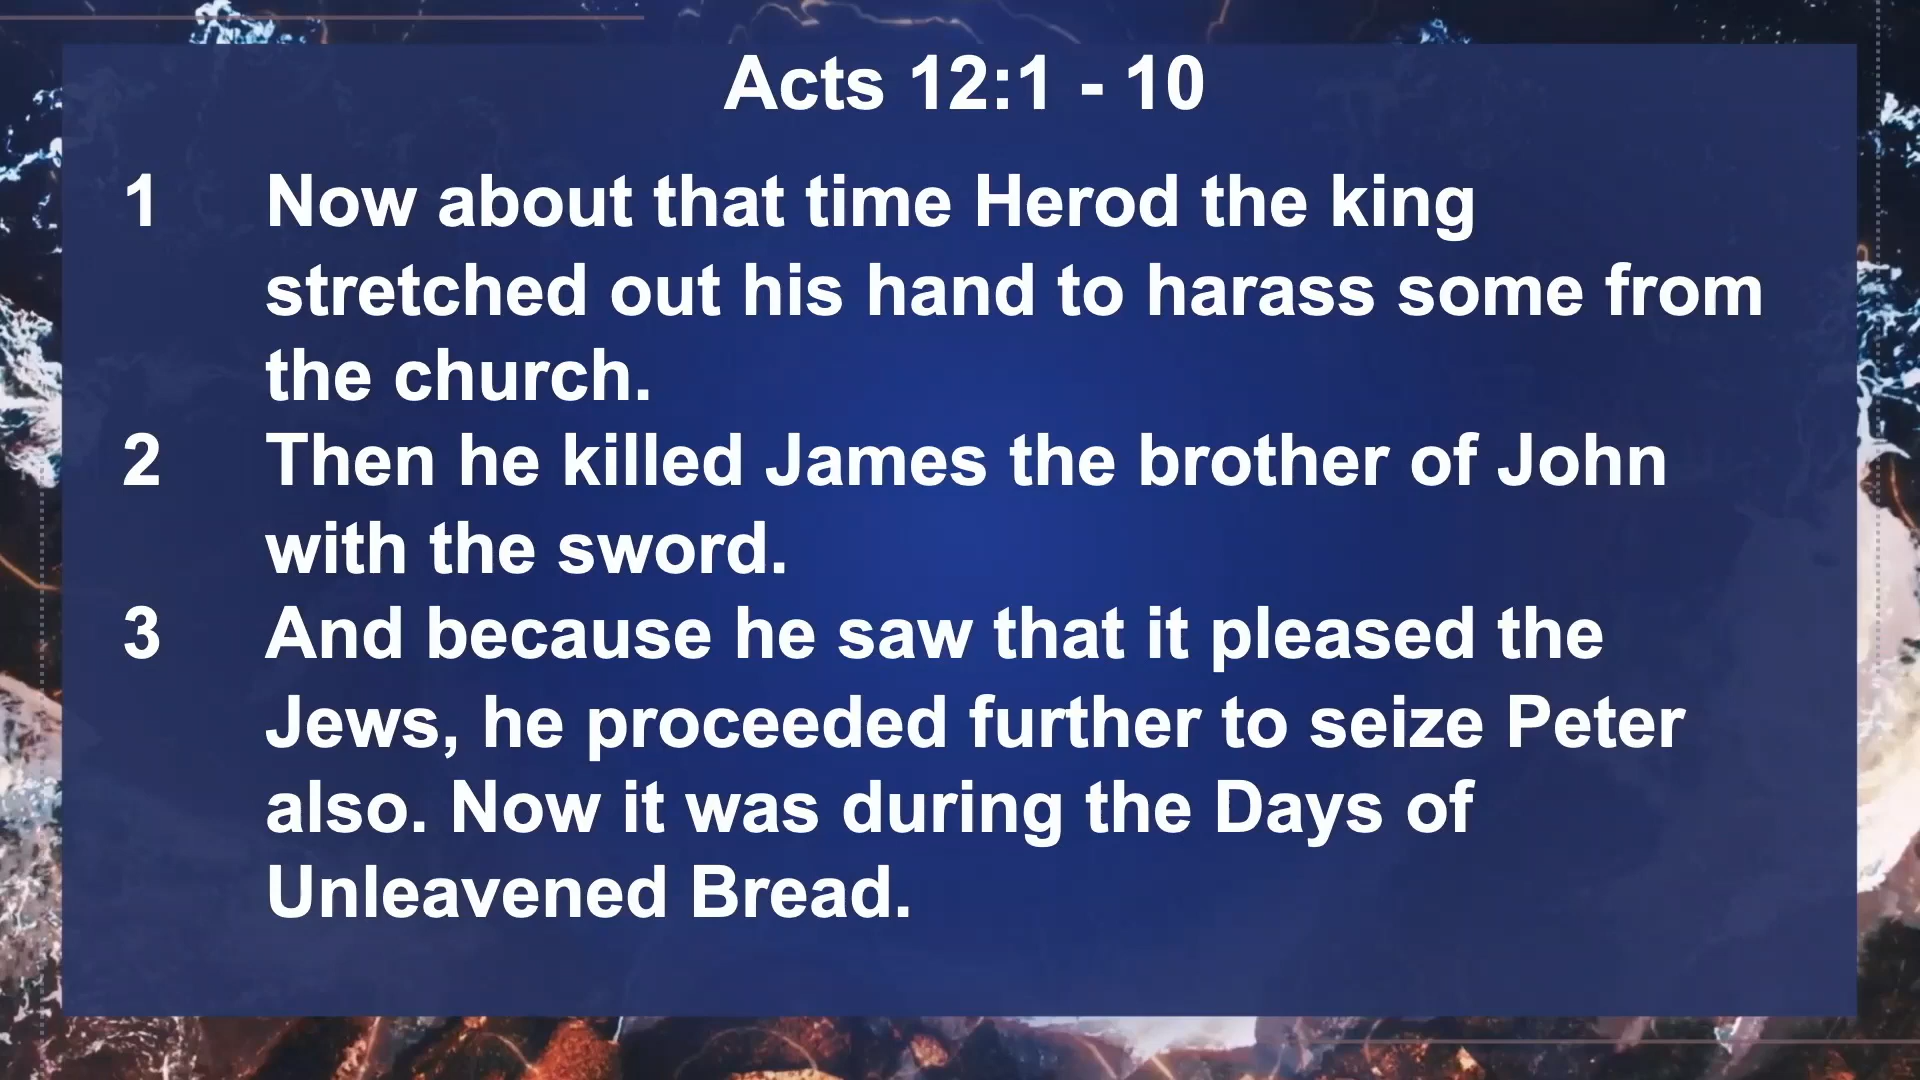 Acts 12:1 - 10
1 Now about that time Herod the king
stretched out his hand to harass some from
the church.
2 Then he killed James the brother of John
with the sword.
3 And because he saw that it pleased the
Jews, he proceeded further to seize Peter
also. Now it was during the Days of
Unleavened Bread.